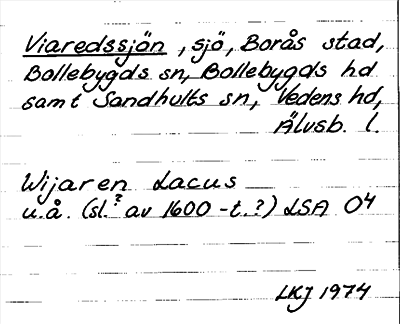 Viaredssjön, sjö, Borås stad,
Bollebygds sn, Bollebygds hd
samt Sandhults sn, Vedens hd,
Älvsb. l.
Wijaren Lacus
u.å. (sl.? av 1600-t.?) LSA O4
LKJ 1974